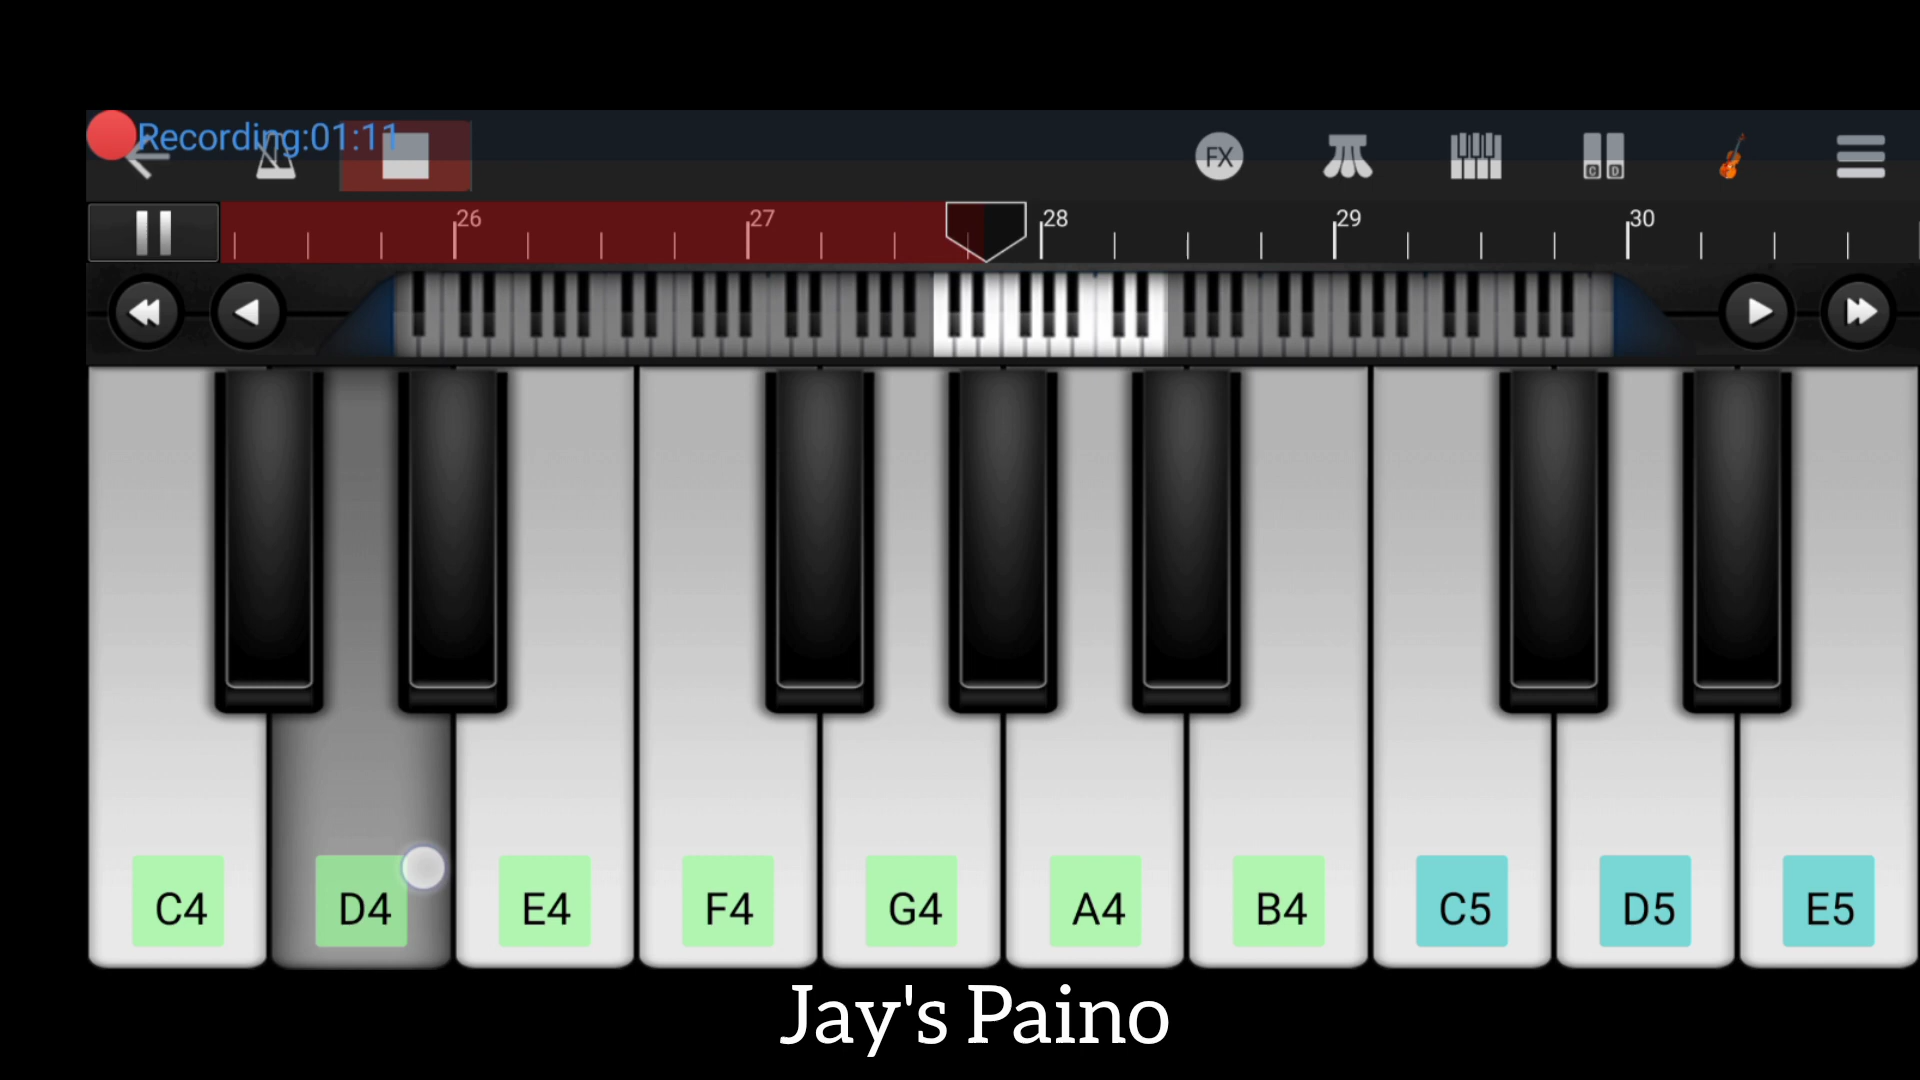 Recording:01:11
FX
C D
26 27 28 29 30
C4 D4 E4 F4 G4 A4 B4 C5 D5 E5
Jay's Paino